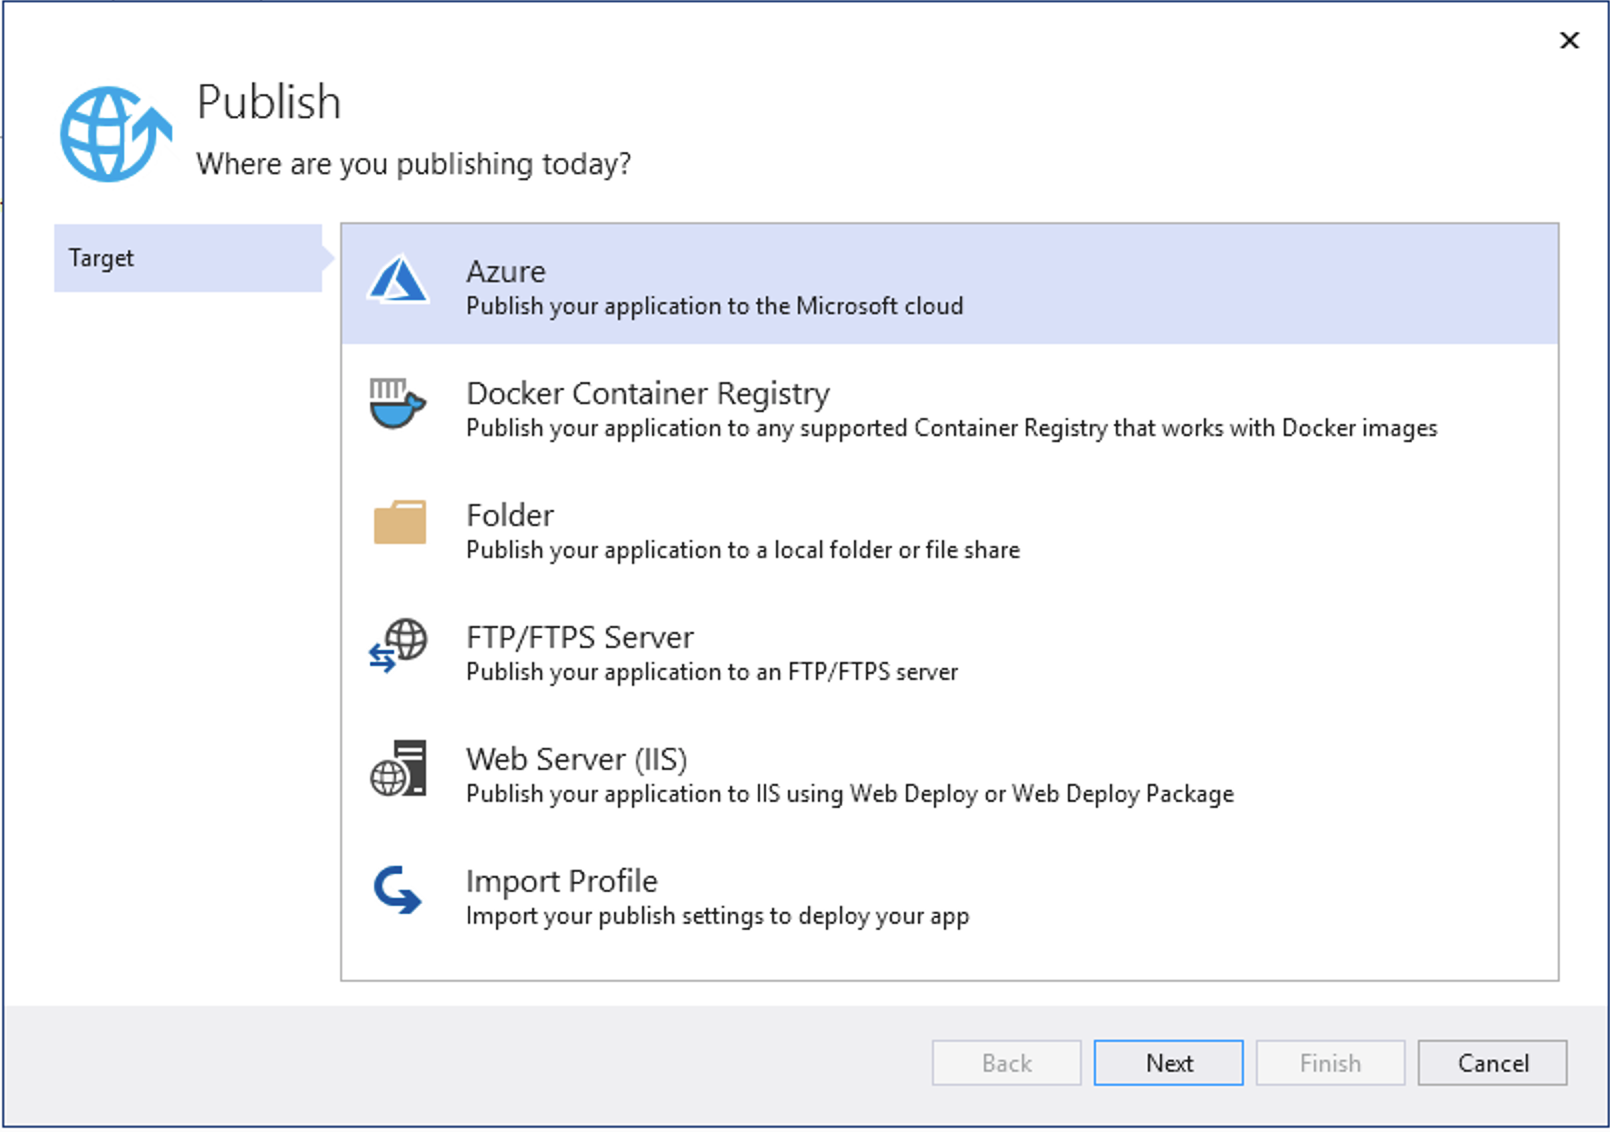 Publish
Where are you publishing today?
Target
Azure
Publish your application to the Microsoft cloud
Docker Container Registry
Publish your application to any supported Container Registry that works with Docker images
Folder
Publish your application to a local folder or file share
FTP/FTPS Server
Publish your application to an FTP/FTPS server
Web Server (IIS)
Publish your application to IIS using Web Deploy or Web Deploy Package
Import Profile
Import your publish settings to deploy your app
Back
Next
Finish
Cancel